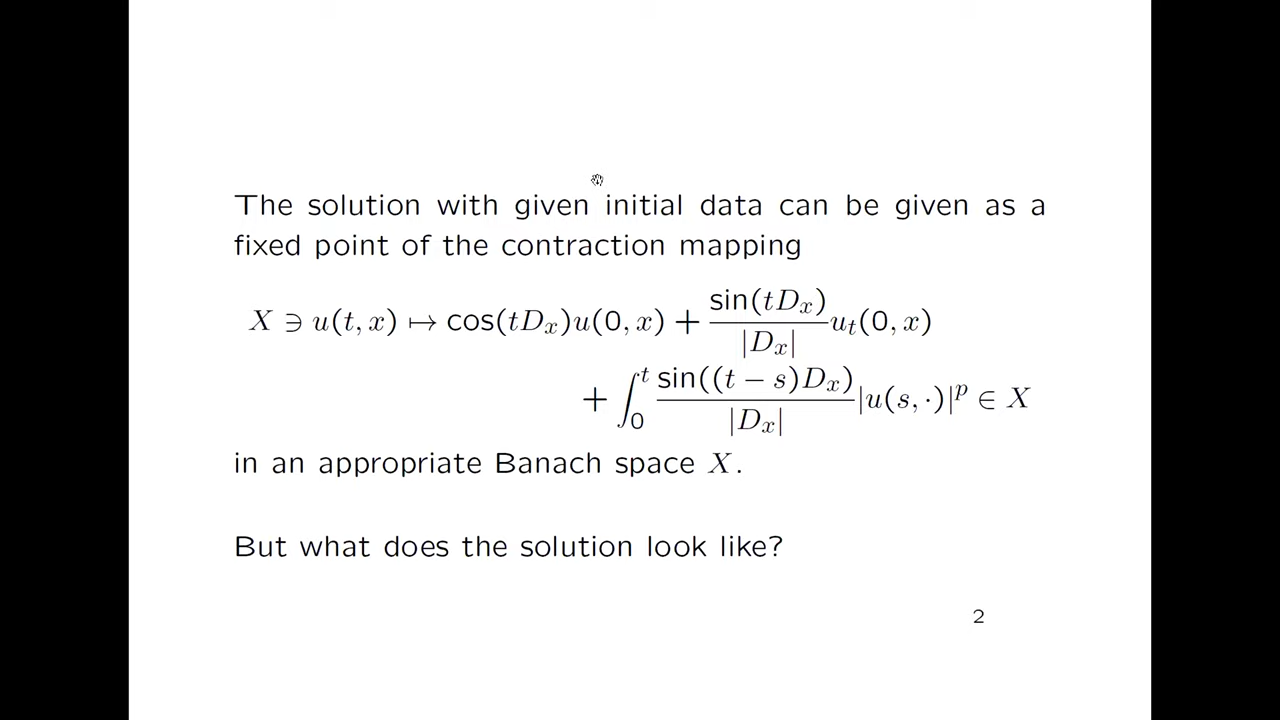 The solution with given initial data can be given as a
fixed point of the contraction mapping
X ∋ u(t, x) ↦ cos(tD_x)u(0, x) + \frac{sin(tD_x)}{|D_x|} u_t(0, x)
+ ∫_0^t \frac{sin((t − s)D_x)}{|D_x|} |u(s, ·)|^p ∈ X
in an appropriate Banach space X.
But what does the solution look like?
2